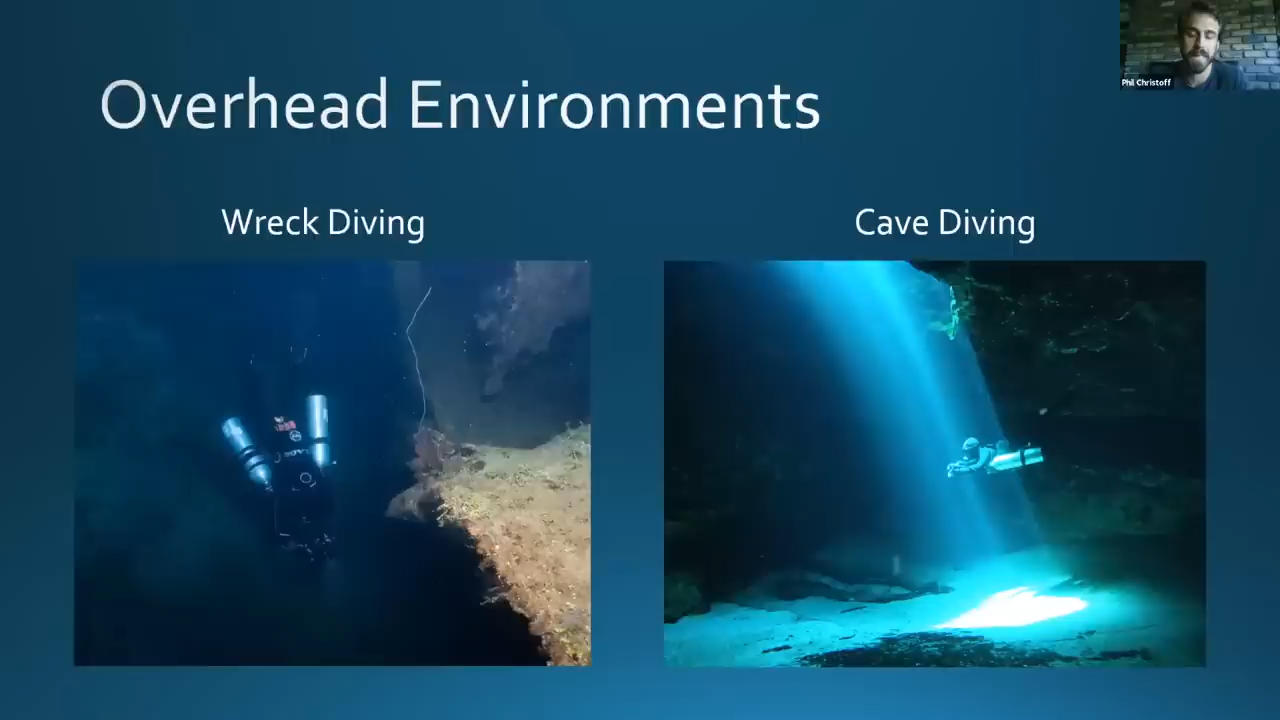 Phil Christoff
Overhead Environments
Wreck Diving
Cave Diving